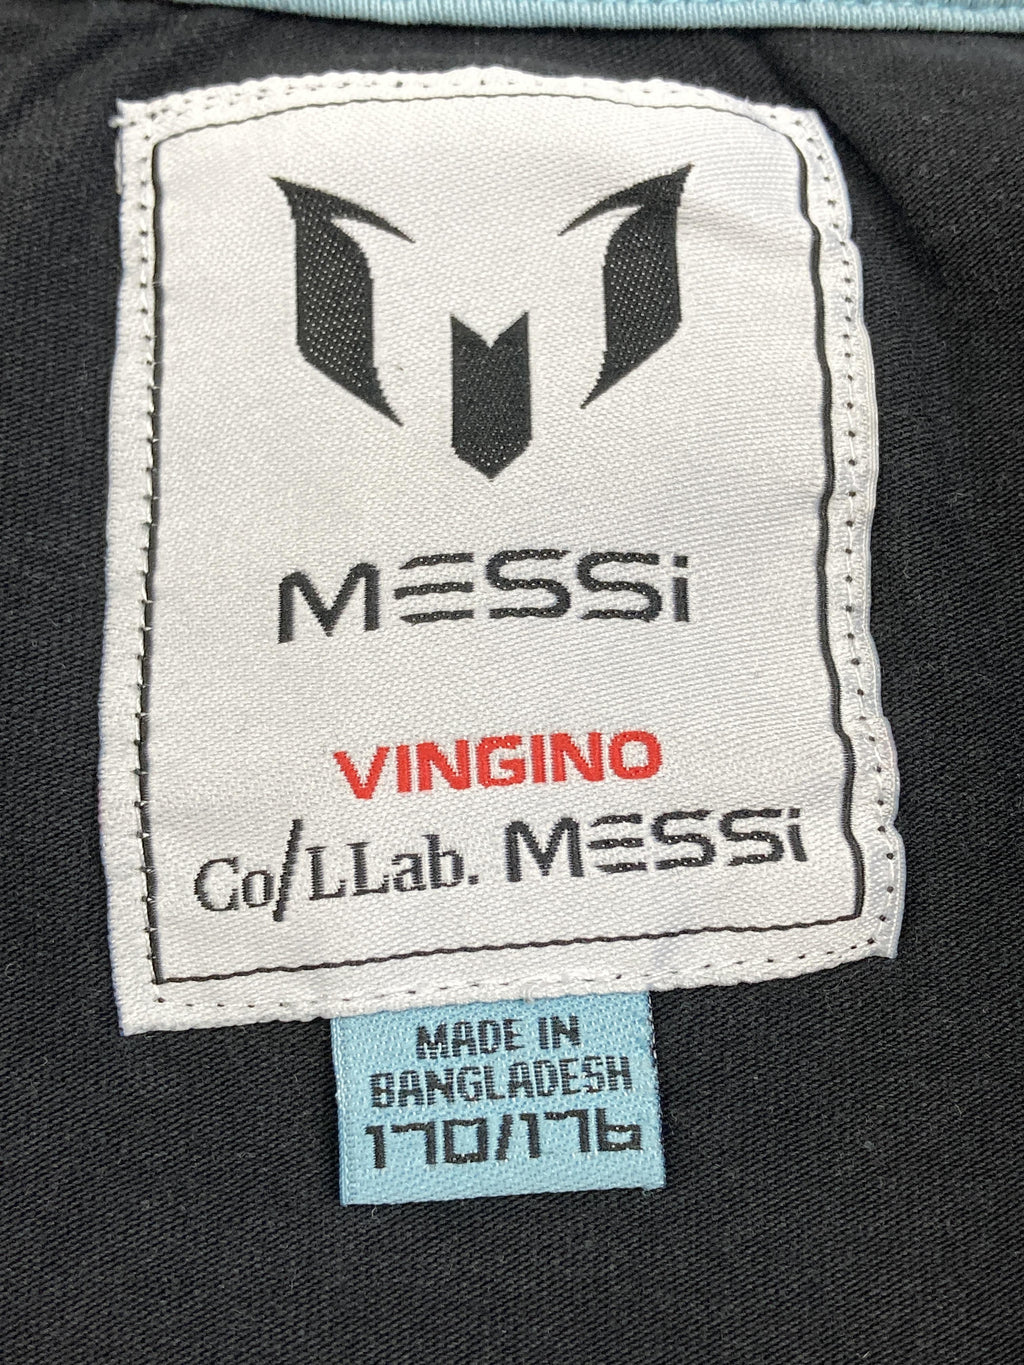 MESSi
VINGINO
Co/LLab. MESSi
MADE IN
BANGLADESH
170/176